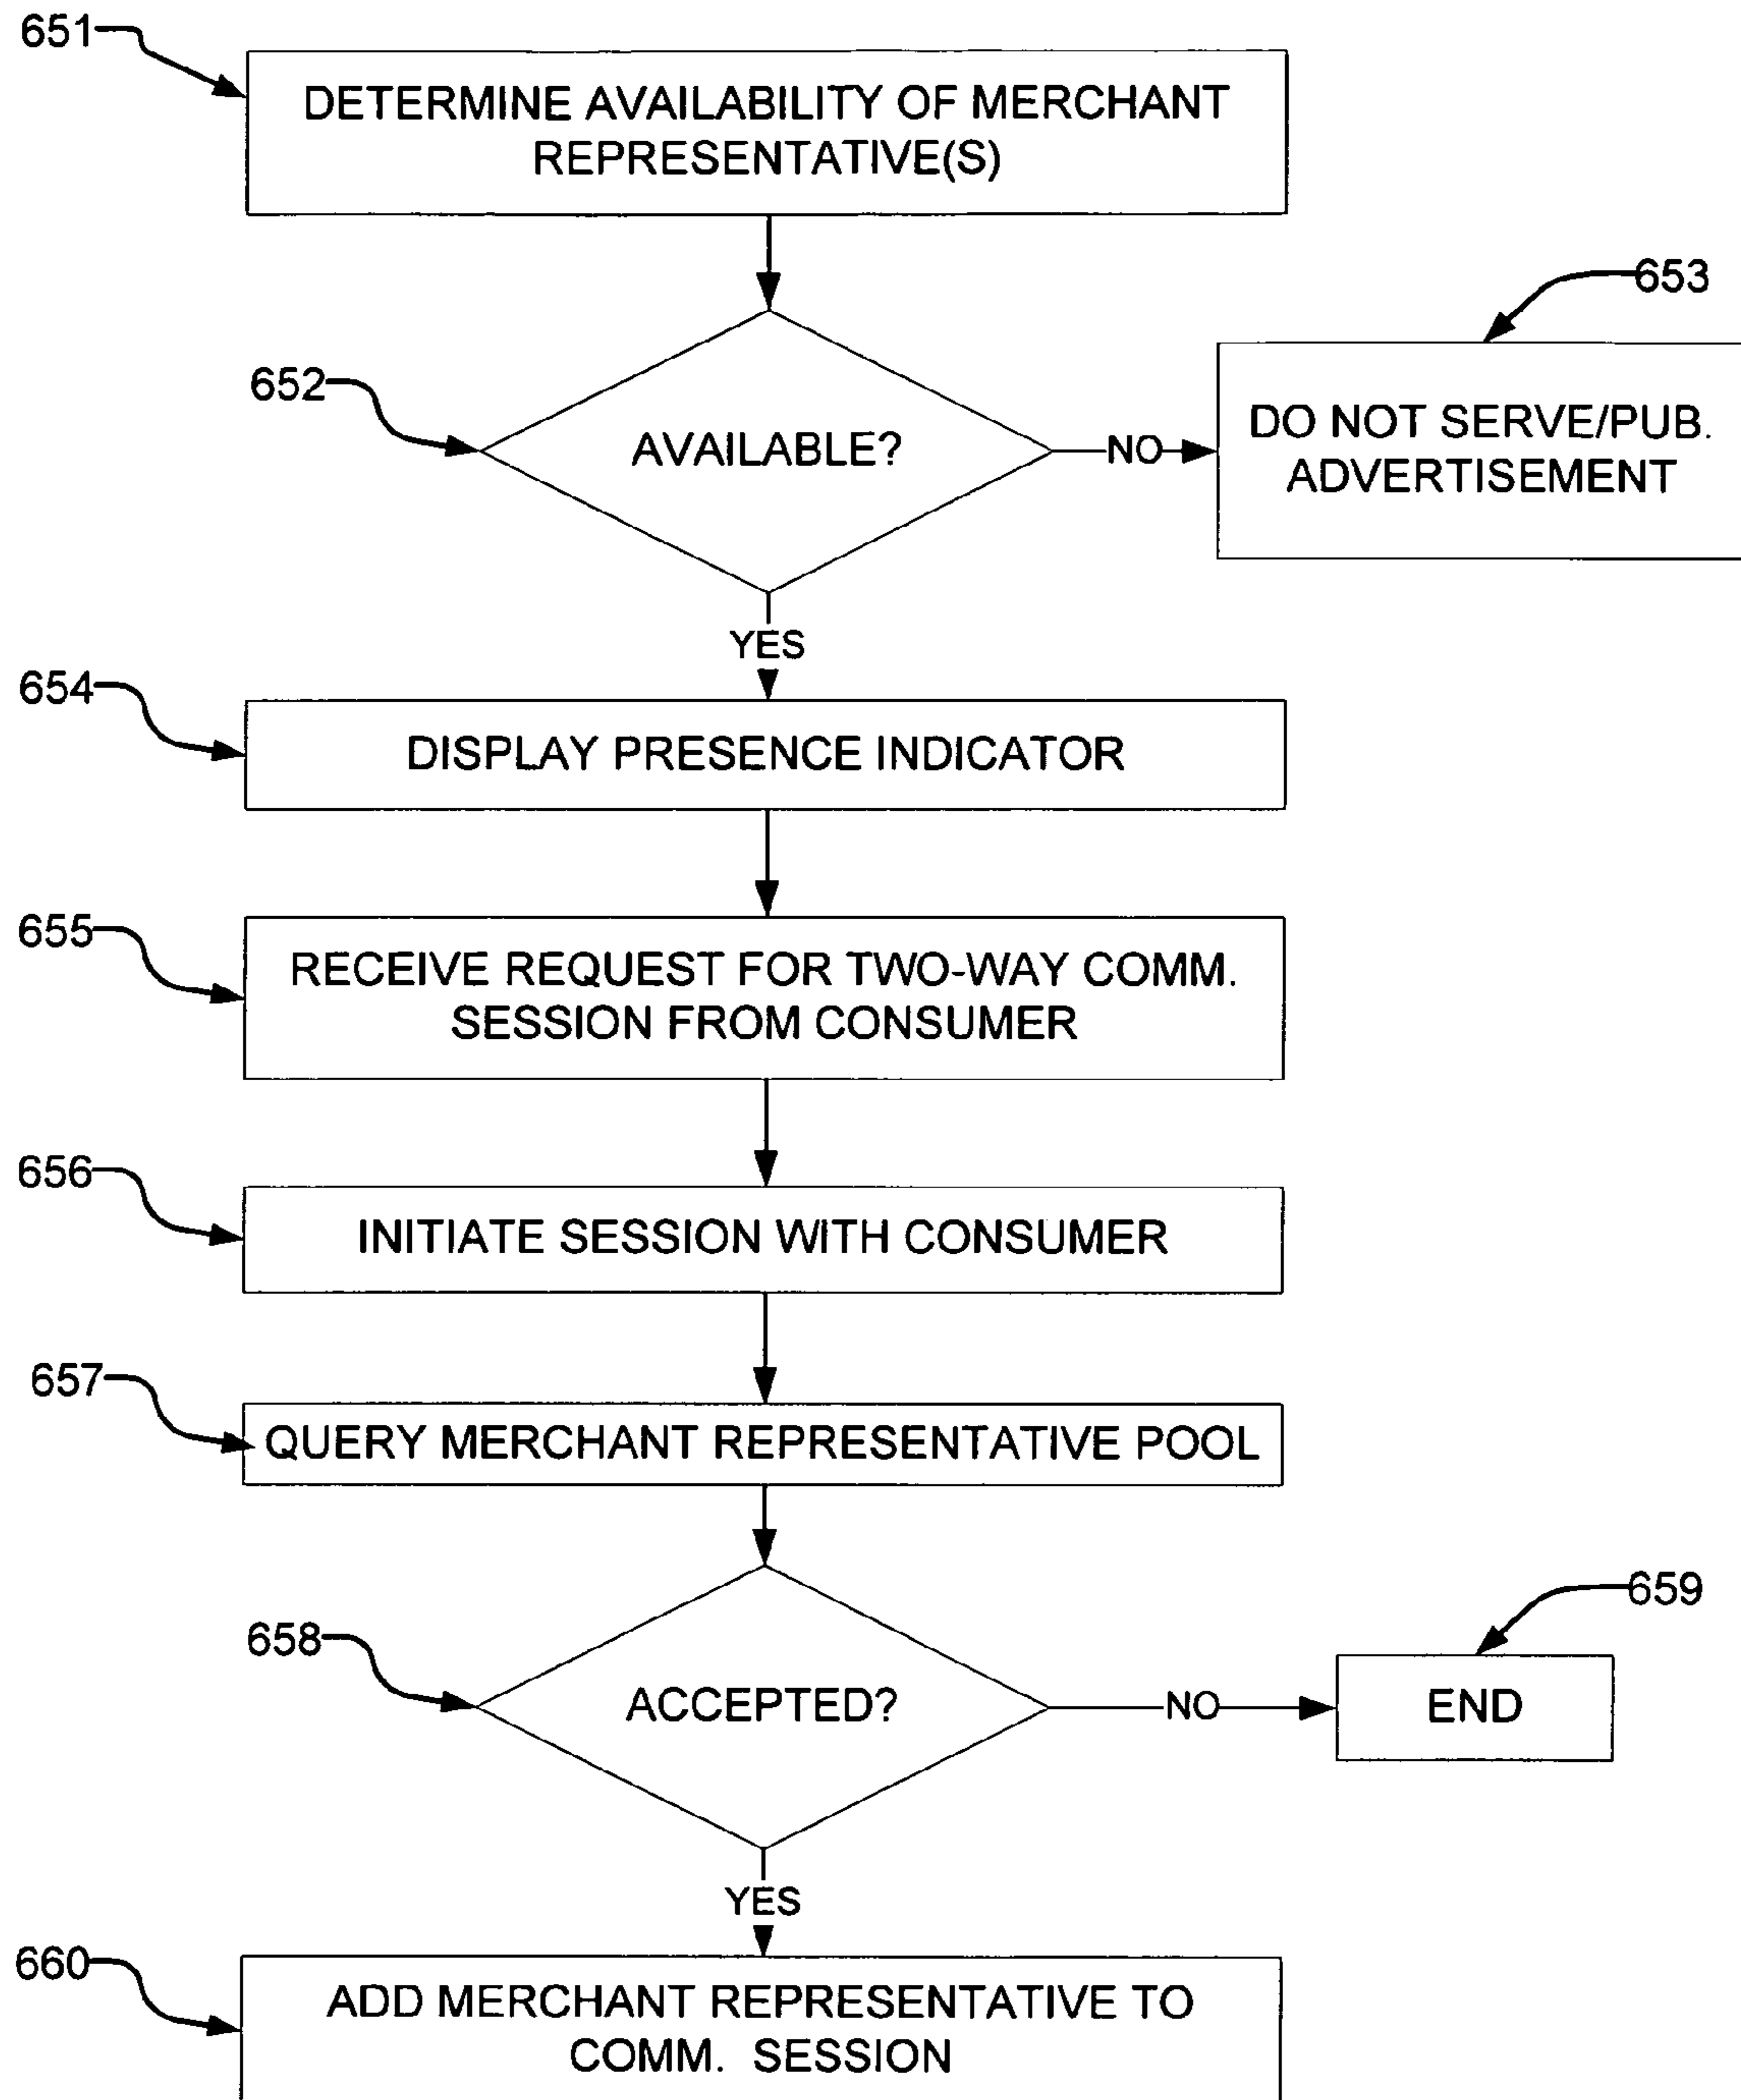 651
DETERMINE AVAILABILITY OF MERCHANT
REPRESENTATIVE(S)
653
652
AVAILABLE?
NO
DO NOT SERVE/PUB.
ADVERTISEMENT
YES
654
DISPLAY PRESENCE INDICATOR
655
RECEIVE REQUEST FOR TWO-WAY COMM.
SESSION FROM CONSUMER
656
INITIATE SESSION WITH CONSUMER
657
QUERY MERCHANT REPRESENTATIVE POOL
659
658
ACCEPTED?
NO
END
YES
660
ADD MERCHANT REPRESENTATIVE TO
COMM. SESSION